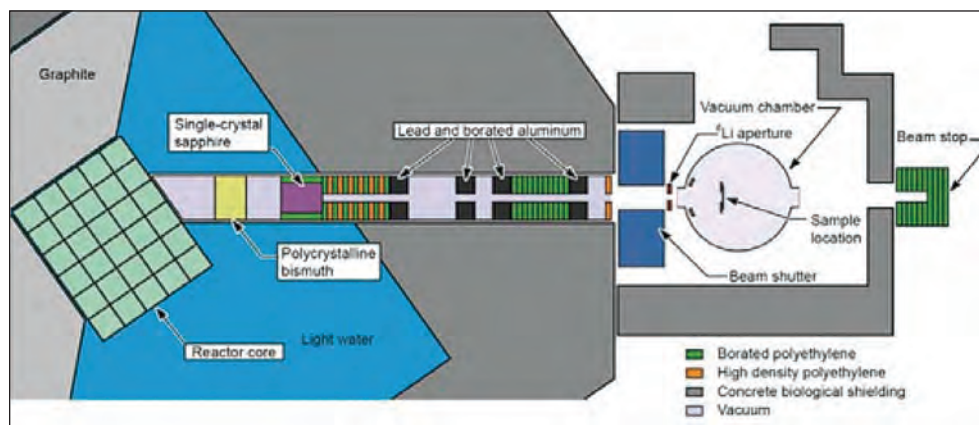 Graphite
Single-crystal
sapphire
Lead and borated aluminum
Vacuum chamber
⁶Li aperture
Beam stop
Polycrystalline
bismuth
Sample
location
Beam shutter
Reactor core
Light water
Borated polyethylene
High density polyethylene
Concrete biological shielding
Vacuum